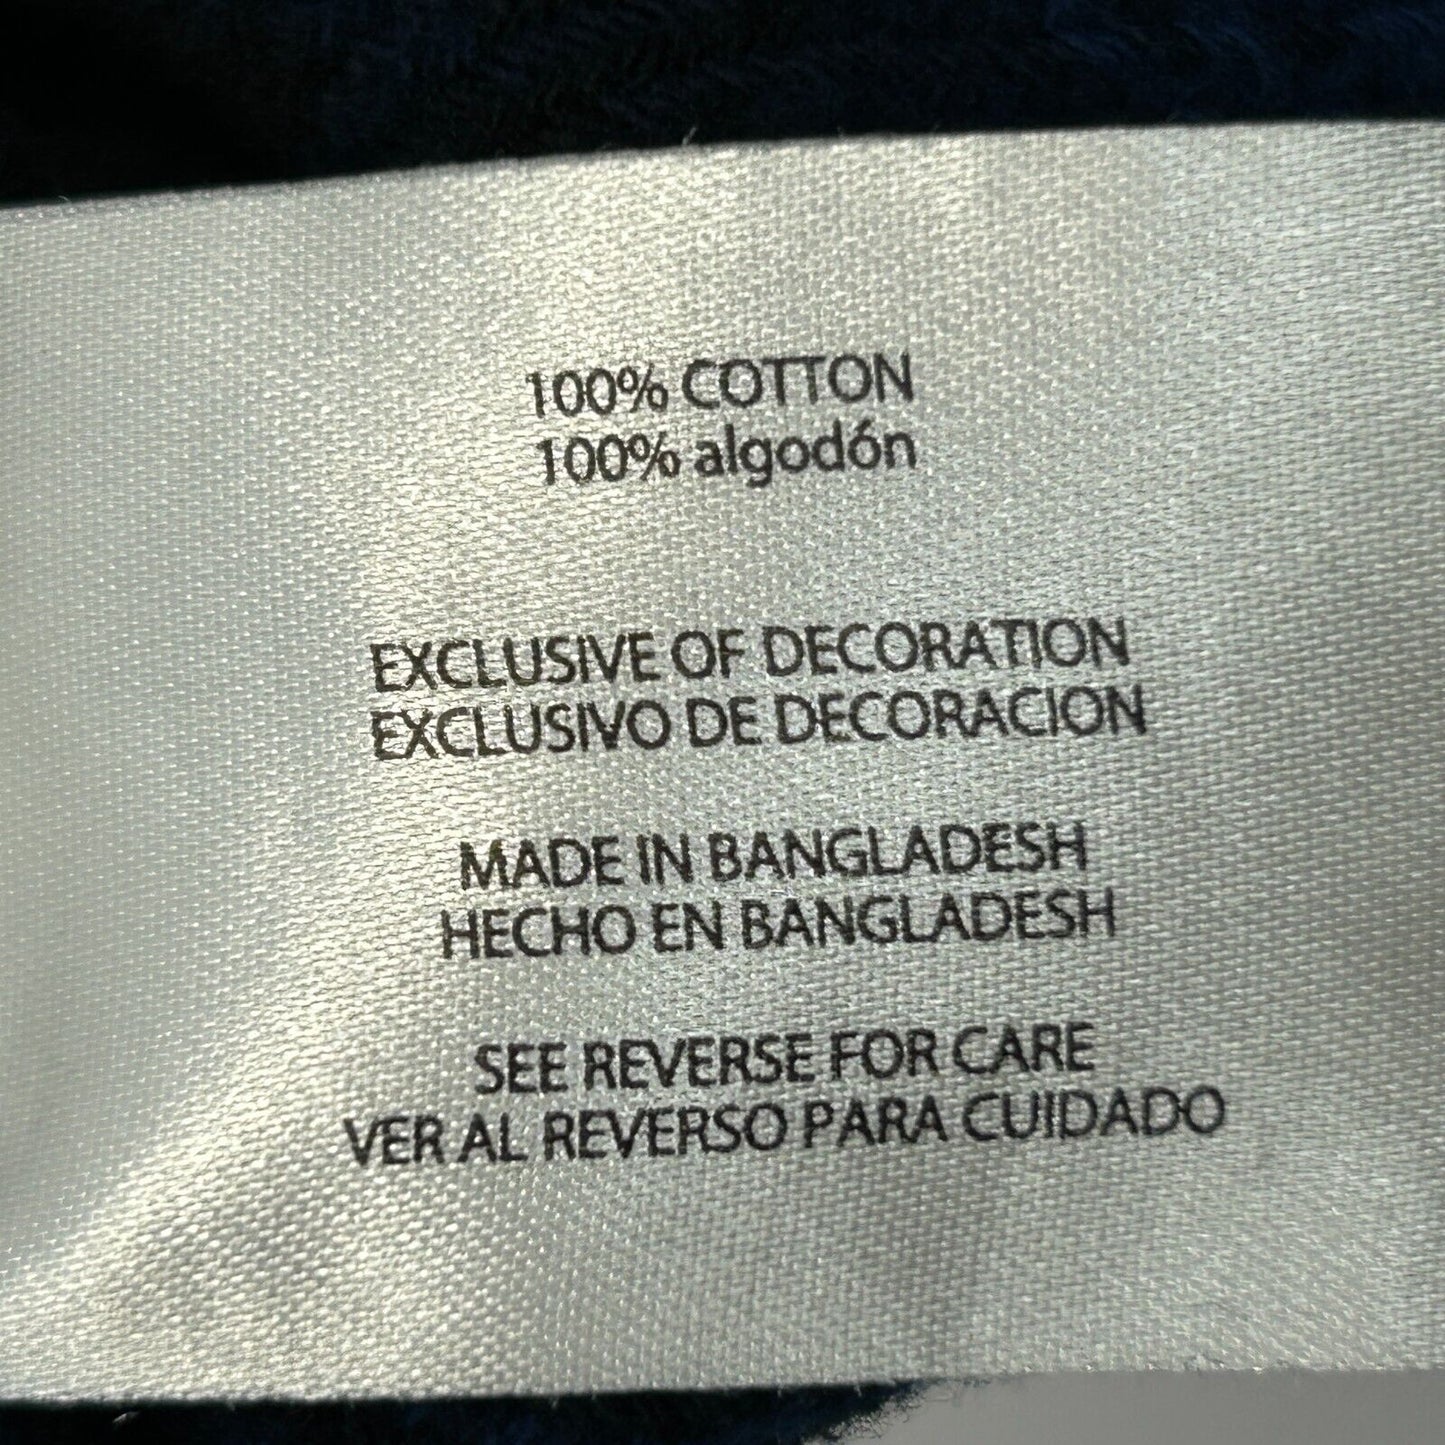 100% COTTON
100% algodón
EXCLUSIVE OF DECORATION
EXCLUSIVO DE DECORACION
MADE IN BANGLADESH
HECHO EN BANGLADESH
SEE REVERSE FOR CARE
VER AL REVERSO PARA CUIDADO